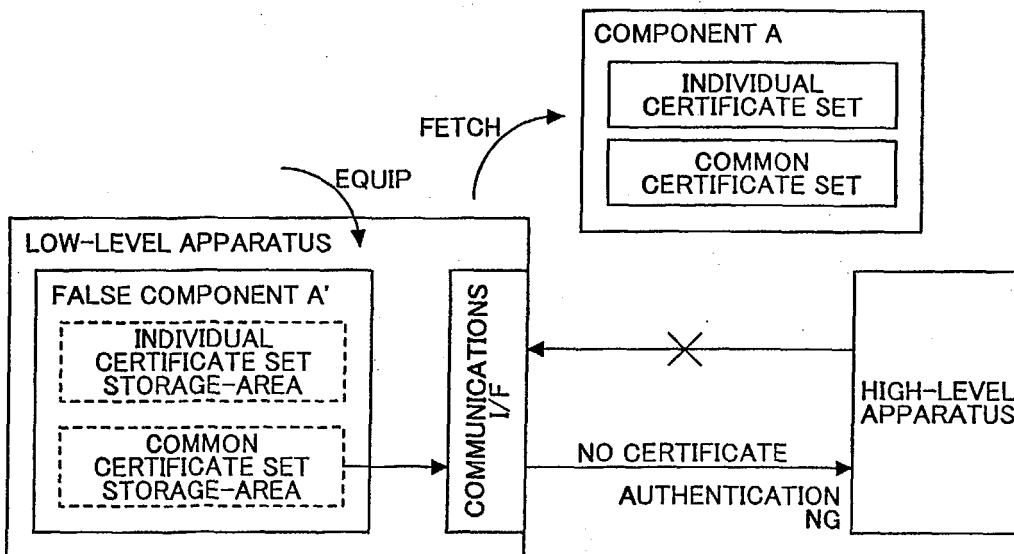 COMPONENT A
INDIVIDUAL
CERTIFICATE SET
COMMON
CERTIFICATE SET
FETCH
EQUIP
LOW-LEVEL APPARATUS
FALSE COMPONENT A'
INDIVIDUAL
CERTIFICATE SET
STORAGE-AREA
COMMON
CERTIFICATE SET
STORAGE-AREA
COMMUNICATIONS
I/F
NO CERTIFICATE
AUTHENTICATION
NG
HIGH-LEVEL
APPARATUS